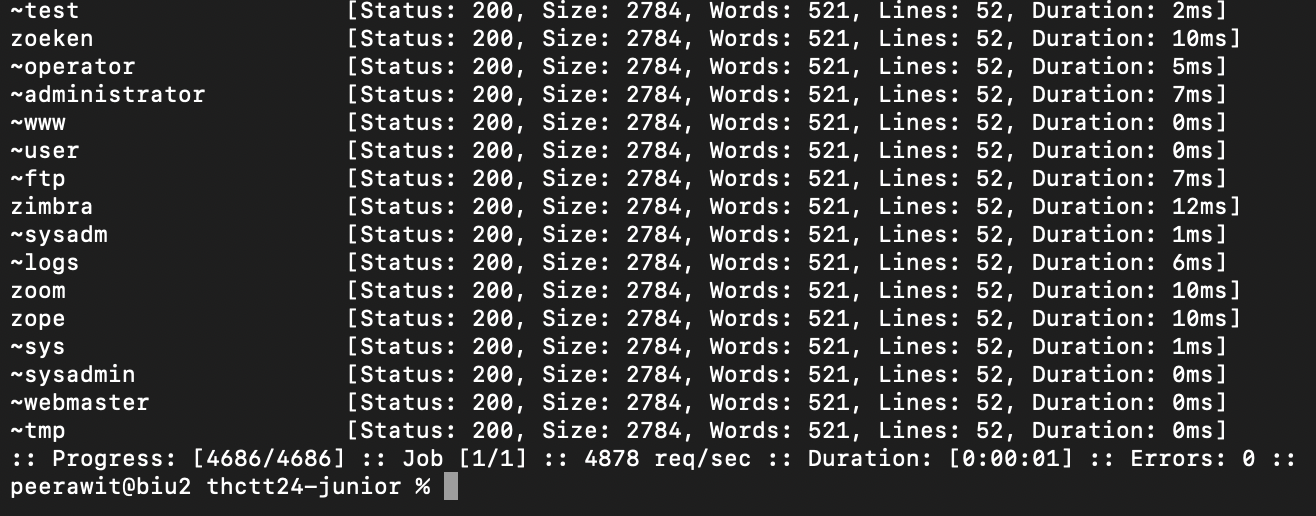 ~test [Status: 200, Size: 2784, Words: 521, Lines: 52, Duration: 2ms]
zoeken [Status: 200, Size: 2784, Words: 521, Lines: 52, Duration: 10ms]
~operator [Status: 200, Size: 2784, Words: 521, Lines: 52, Duration: 5ms]
~administrator [Status: 200, Size: 2784, Words: 521, Lines: 52, Duration: 7ms]
~www [Status: 200, Size: 2784, Words: 521, Lines: 52, Duration: 0ms]
~user [Status: 200, Size: 2784, Words: 521, Lines: 52, Duration: 0ms]
~ftp [Status: 200, Size: 2784, Words: 521, Lines: 52, Duration: 7ms]
zimbra [Status: 200, Size: 2784, Words: 521, Lines: 52, Duration: 12ms]
~sysadm [Status: 200, Size: 2784, Words: 521, Lines: 52, Duration: 1ms]
~logs [Status: 200, Size: 2784, Words: 521, Lines: 52, Duration: 6ms]
zoom [Status: 200, Size: 2784, Words: 521, Lines: 52, Duration: 10ms]
zope [Status: 200, Size: 2784, Words: 521, Lines: 52, Duration: 10ms]
~sys [Status: 200, Size: 2784, Words: 521, Lines: 52, Duration: 1ms]
~sysadmin [Status: 200, Size: 2784, Words: 521, Lines: 52, Duration: 0ms]
~webmaster [Status: 200, Size: 2784, Words: 521, Lines: 52, Duration: 0ms]
~tmp [Status: 200, Size: 2784, Words: 521, Lines: 52, Duration: 0ms]
:: Progress: [4686/4686] :: Job [1/1] :: 4878 req/sec :: Duration: [0:00:01] :: Errors: 0 ::
peerawit@biu2 thctt24-junior %